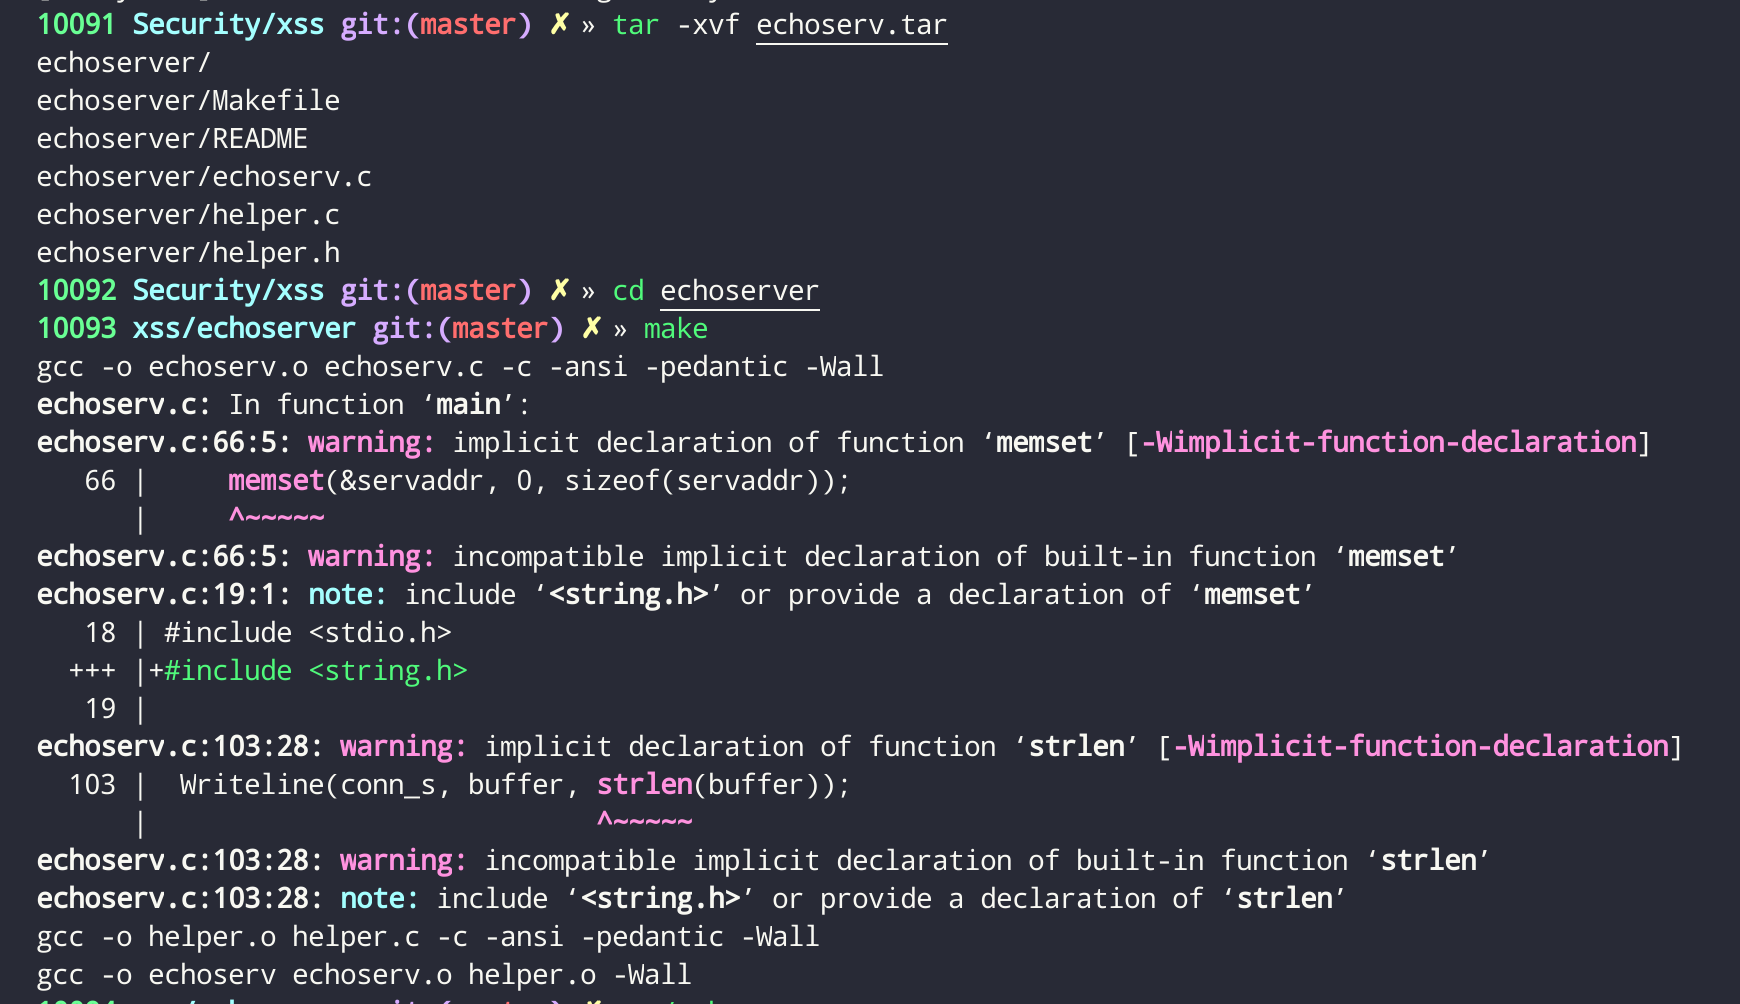 10091 Security/xss git:(master) ✗ » tar -xvf echoserv.tar
echoserver/
echoserver/Makefile
echoserver/README
echoserver/echoserv.c
echoserver/helper.c
echoserver/helper.h
10092 Security/xss git:(master) ✗ » cd echoserver
10093 xss/echoserver git:(master) ✗ » make
gcc -o echoserv.o echoserv.c -c -ansi -pedantic -Wall
echoserv.c: In function ‘main’:
echoserv.c:66:5: warning: implicit declaration of function ‘memset’ [-Wimplicit-function-declaration]
   66 |     memset(&servaddr, 0, sizeof(servaddr));
      |     ^~~~~~
echoserv.c:66:5: warning: incompatible implicit declaration of built-in function ‘memset’
echoserv.c:19:1: note: include ‘<string.h>’ or provide a declaration of ‘memset’
   18 | #include <stdio.h>
  +++ |+#include <string.h>
   19 |
echoserv.c:103:28: warning: implicit declaration of function ‘strlen’ [-Wimplicit-function-declaration]
  103 |  Writeline(conn_s, buffer, strlen(buffer));
      |                            ^~~~~~
echoserv.c:103:28: warning: incompatible implicit declaration of built-in function ‘strlen’
echoserv.c:103:28: note: include ‘<string.h>’ or provide a declaration of ‘strlen’
gcc -o helper.o helper.c -c -ansi -pedantic -Wall
gcc -o echoserv echoserv.o helper.o -Wall